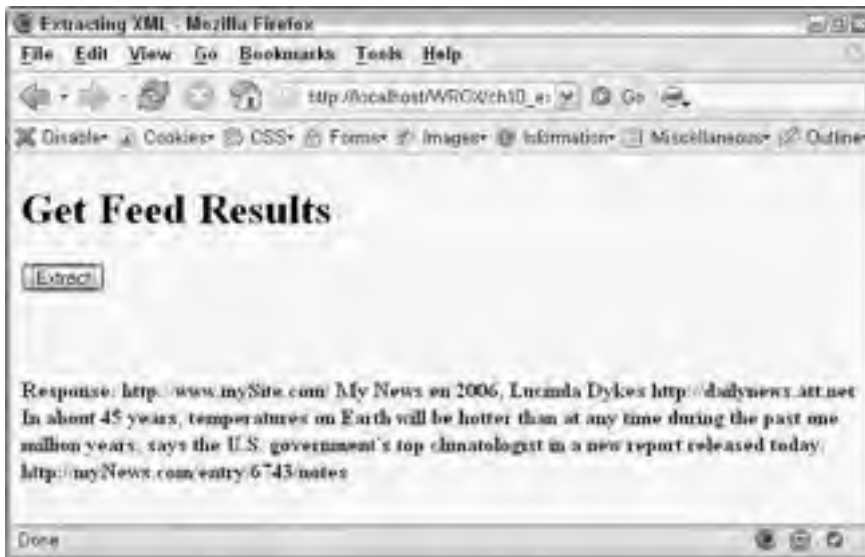 Extracting XML - Mozilla Firefox
File Edit View Go Bookmarks Tools Help
http://localhost/WROX/ch10_e Go
Disable Cookies CSS Forms Images Information Miscellaneous Outline
Get Feed Results
Extract
Response: http://www.mySite.com/ My News en 2006, Lucinda Dykes http://dailynews.att.net
In about 45 years, temperatures on Earth will be hotter than at any time during the past one
million years, says the U.S. government's top climatologist in a new report released today.
http://myNews.com/entry/6743/notes
Done